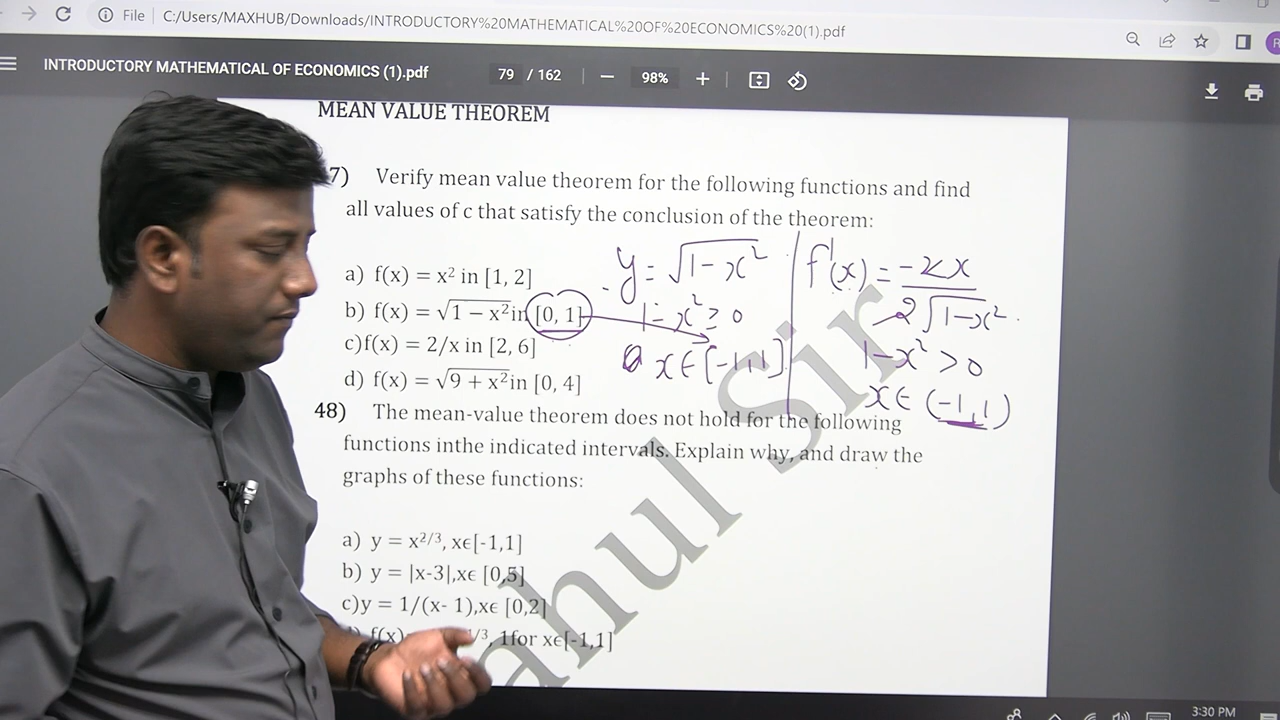 File C:/Users/MAXHUB/Downloads/INTRODUCTORY%20MATHEMATICAL%20OF%20ECONOMICS%20(1).pdf
INTRODUCTORY MATHEMATICAL OF ECONOMICS (1).pdf 79 / 162 — 98% +
MEAN VALUE THEOREM
7) Verify mean value theorem for the following functions and find
all values of c that satisfy the conclusion of the theorem:
a) f(x) = x² in [1, 2]
b) f(x) = √1 − x² in [0, 1]
c)f(x) = 2/x in [2, 6]
d) f(x) = √9 + x² in [0, 4]
y = √1-x²
1-x² ≥ 0
x ∈ [-1,1]
f'(x) = -2x
2√1-x²
1-x² > 0
x ∈ (-1,1)
48) The mean-value theorem does not hold for the following
functions inthe indicated intervals. Explain why, and draw the
graphs of these functions:
a) y = x²/³, xϵ[-1,1]
b) y = |x-3|,xϵ [0,5]
c)y = 1/(x- 1),xϵ [0,2]
f(x) /³, 1for xϵ[-1,1]
ahul Sir
3:30 PM